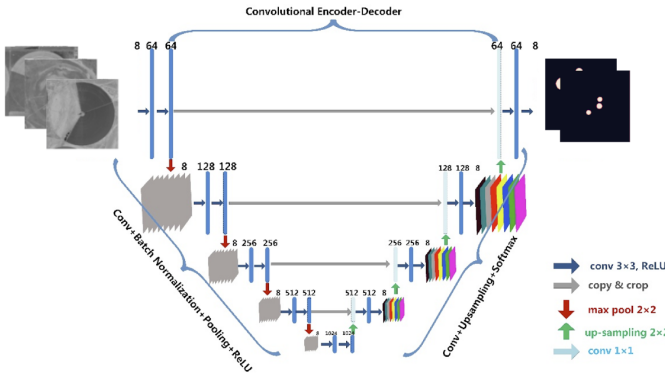 Convolutional Encoder-Decoder
8 64 64
64 64 8
8 128 128
128 128 8
8 256 256
256 256 8
8 512 512
512 512 8
8 1024 1024
Conv+Batch Normalization+Pooling+ReLU
Conv+Upsampling+Softmax
conv 3×3, ReLU
copy & crop
max pool 2×2
up-sampling 2×2
conv 1×1